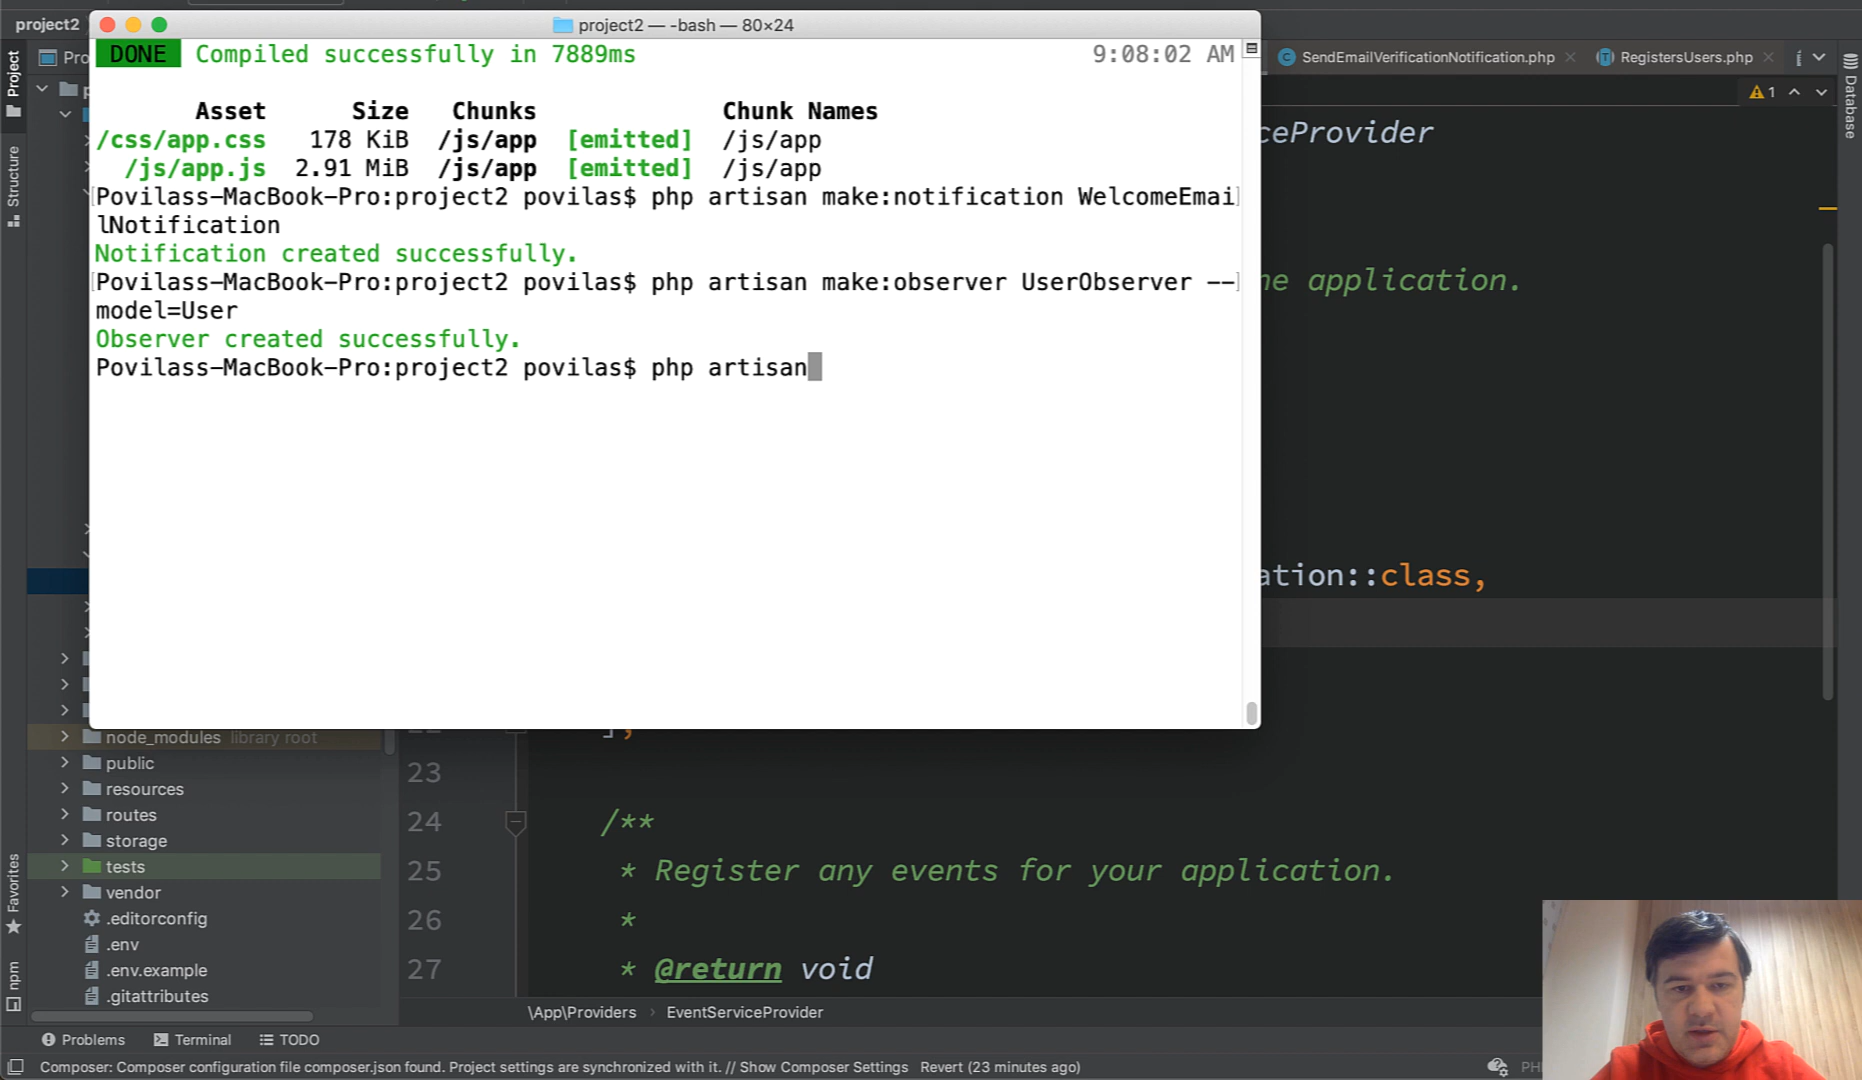 project2
project2 — -bash — 80×24
DONE Compiled successfully in 7889ms 9:08:02 AM
Asset Size Chunks Chunk Names
/css/app.css 178 KiB /js/app [emitted] /js/app
/js/app.js 2.91 MiB /js/app [emitted] /js/app
Povilass-MacBook-Pro:project2 povilas$ php artisan make:notification WelcomeEmai
lNotification
Notification created successfully.
Povilass-MacBook-Pro:project2 povilas$ php artisan make:observer UserObserver --
model=User
Observer created successfully.
Povilass-MacBook-Pro:project2 povilas$ php artisan
Project
Structure
Favorites
npm
Database
SendEmailVerificationNotification.php
RegistersUsers.php
1
ceProvider
application.
ation::class,
node_modules library root
public
resources
routes
storage
tests
vendor
.editorconfig
.env
.env.example
.gitattributes
];
23
24 /**
25 * Register any events for your application.
26 *
27 * @return void
\App\Providers › EventServiceProvider
Problems Terminal TODO
Composer: Composer configuration file composer.json found. Project settings are synchronized with it. // Show Composer Settings Revert (23 minutes ago)